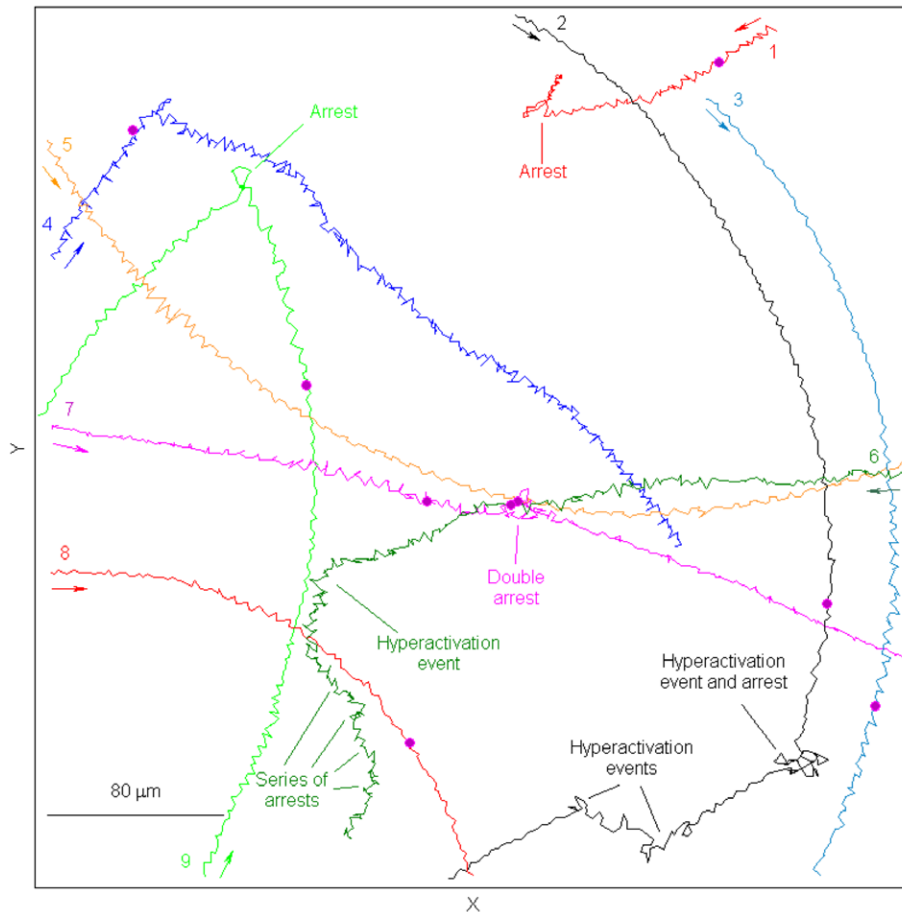 2
1
3
Arrest
Arrest
5
4
7
6
Double
arrest
8
Hyperactivation
event
Hyperactivation
event and arrest
Hyperactivation
events
Series of
arrests
80 μm
9
X
Y